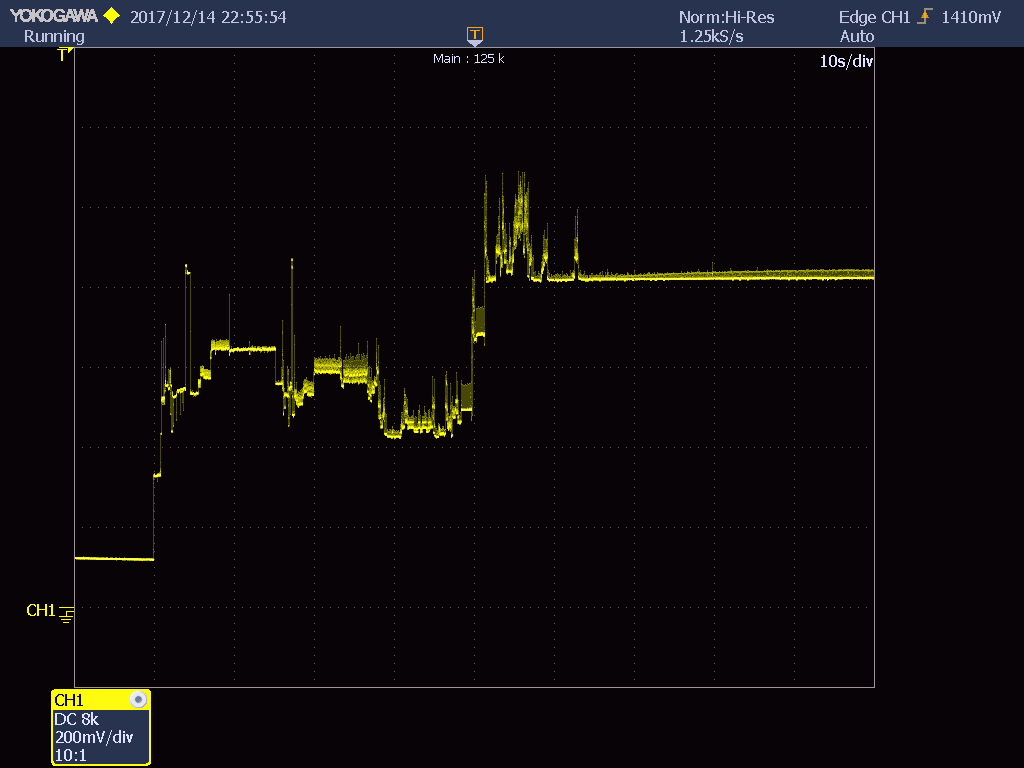 YOKOGAWA 2017/12/14 22:55:54 Norm:Hi-Res Edge CH1 1410mV
Running 1.25kS/s Auto
T
T
Main : 125 k 10s/div
CH1
CH1
DC 8k
200mV/div
10:1